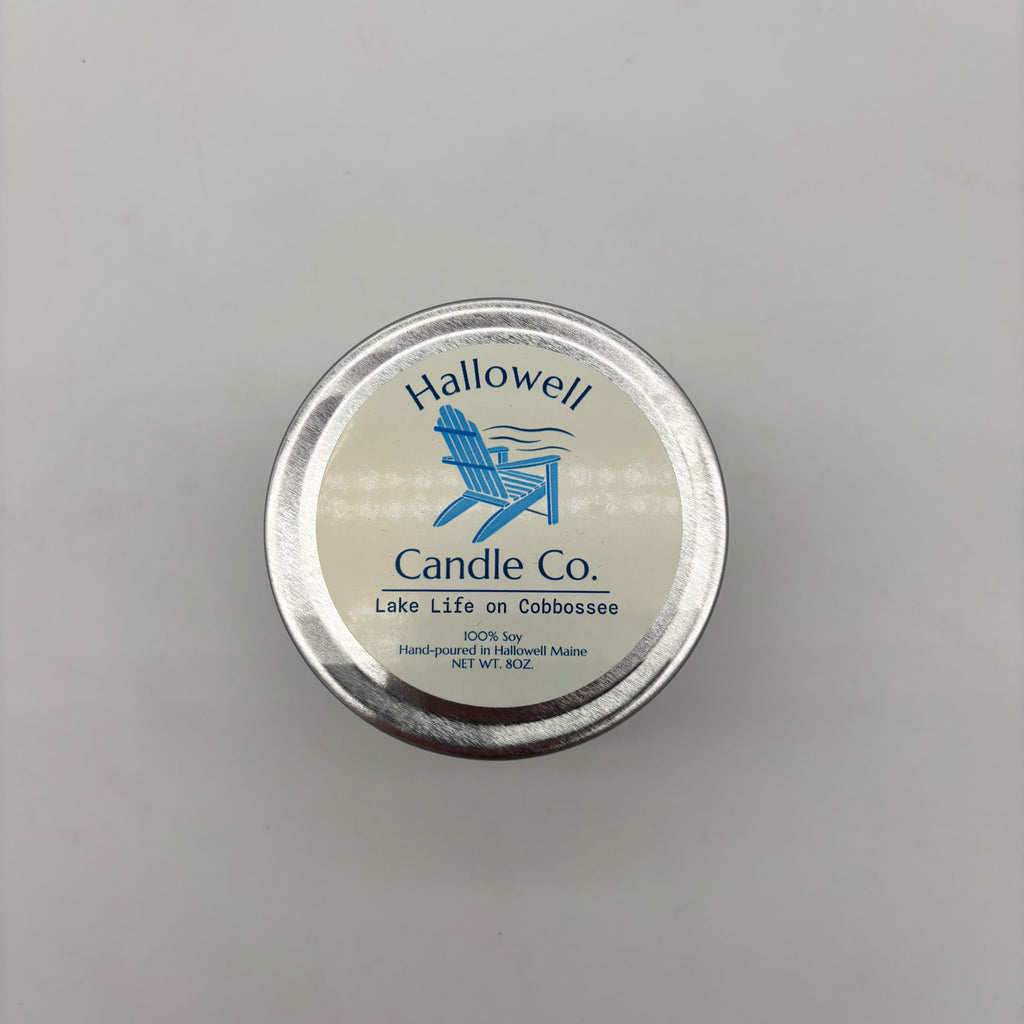 Hallowell
Candle Co.
Lake Life on Cobbossee
100% Soy
Hand-poured in Hallowell Maine
NET WT. 8OZ.